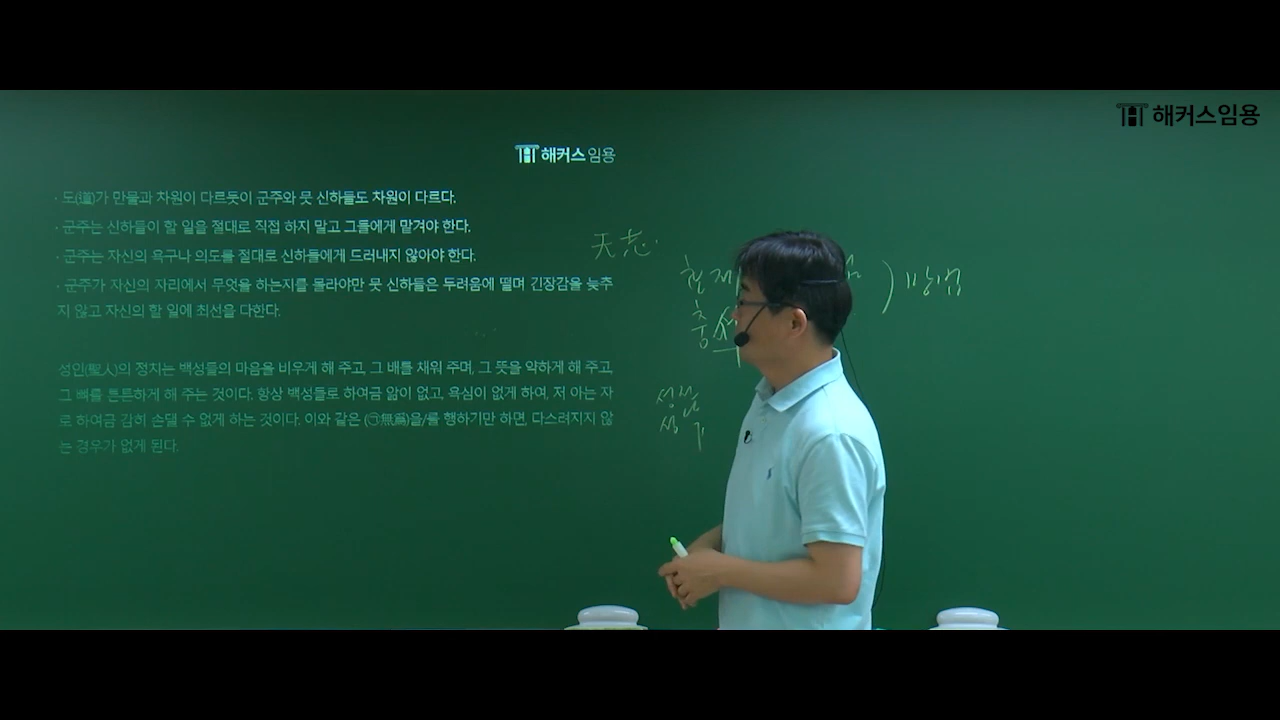 해커스임용
해커스 임용
· 도(道)가 만물과 차원이 다르듯이 군주와 뭇 신하들도 차원이 다르다.
· 군주는 신하들이 할 일을 절대로 직접 하지 말고 그들에게 맡겨야 한다.
· 군주는 자신의 욕구나 의도를 절대로 신하들에게 드러내지 않아야 한다.
· 군주가 자신의 자리에서 무엇을 하는지를 몰라야만 뭇 신하들은 두려움에 떨며 긴장감을 늦추
지 않고 자신의 할 일에 최선을 다한다.
성인(聖人)의 정치는 백성들의 마음을 비우게 해 주고, 그 배를 채워 주며, 그 뜻을 약하게 해 주고,
그 뼈를 튼튼하게 해 주는 것이다. 항상 백성들로 하여금 앎이 없고, 욕심이 없게 하여, 저 아는 자
로 하여금 감히 손댈 수 없게 하는 것이다. 이와 같은 (㉠無爲)을/를 행하기만 하면, 다스려지지 않
는 경우가 없게 된다.
天志